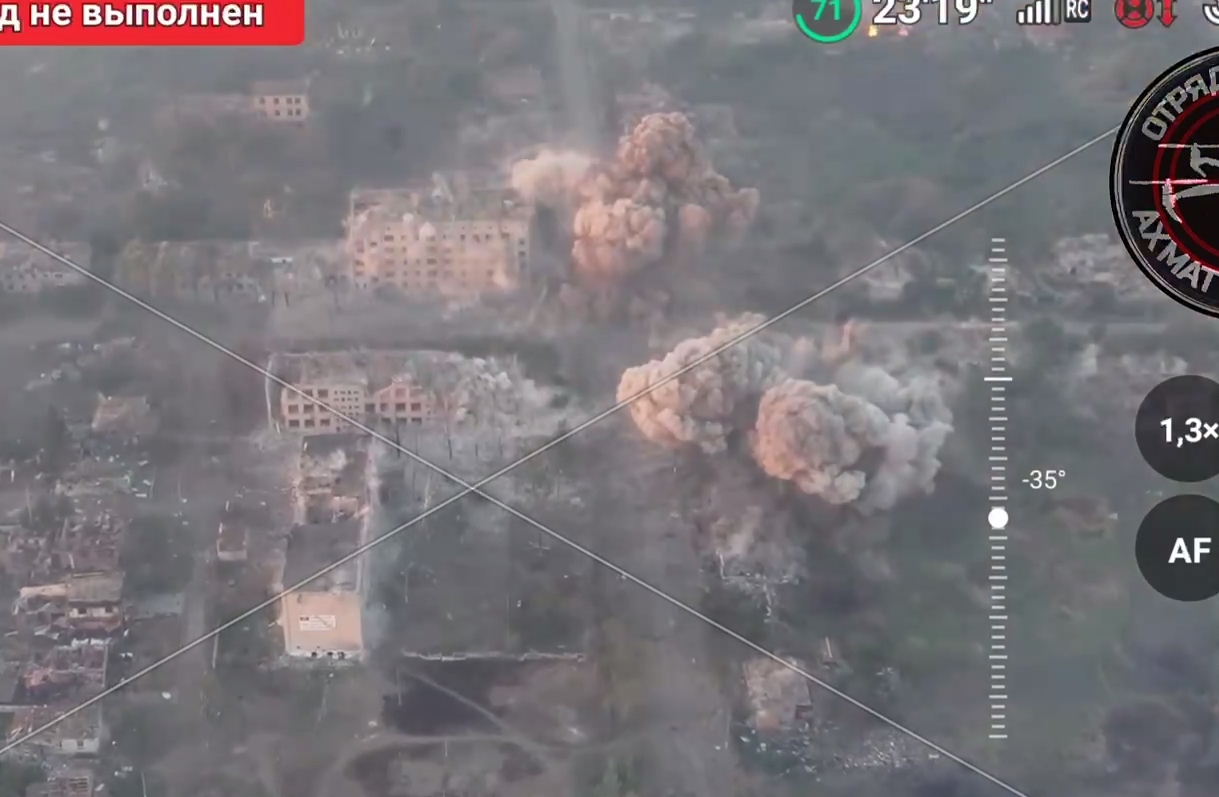 д не выполнен
71
23'19"
RC
ОТРЯД
АХМАТ
-35°
1,3×
AF